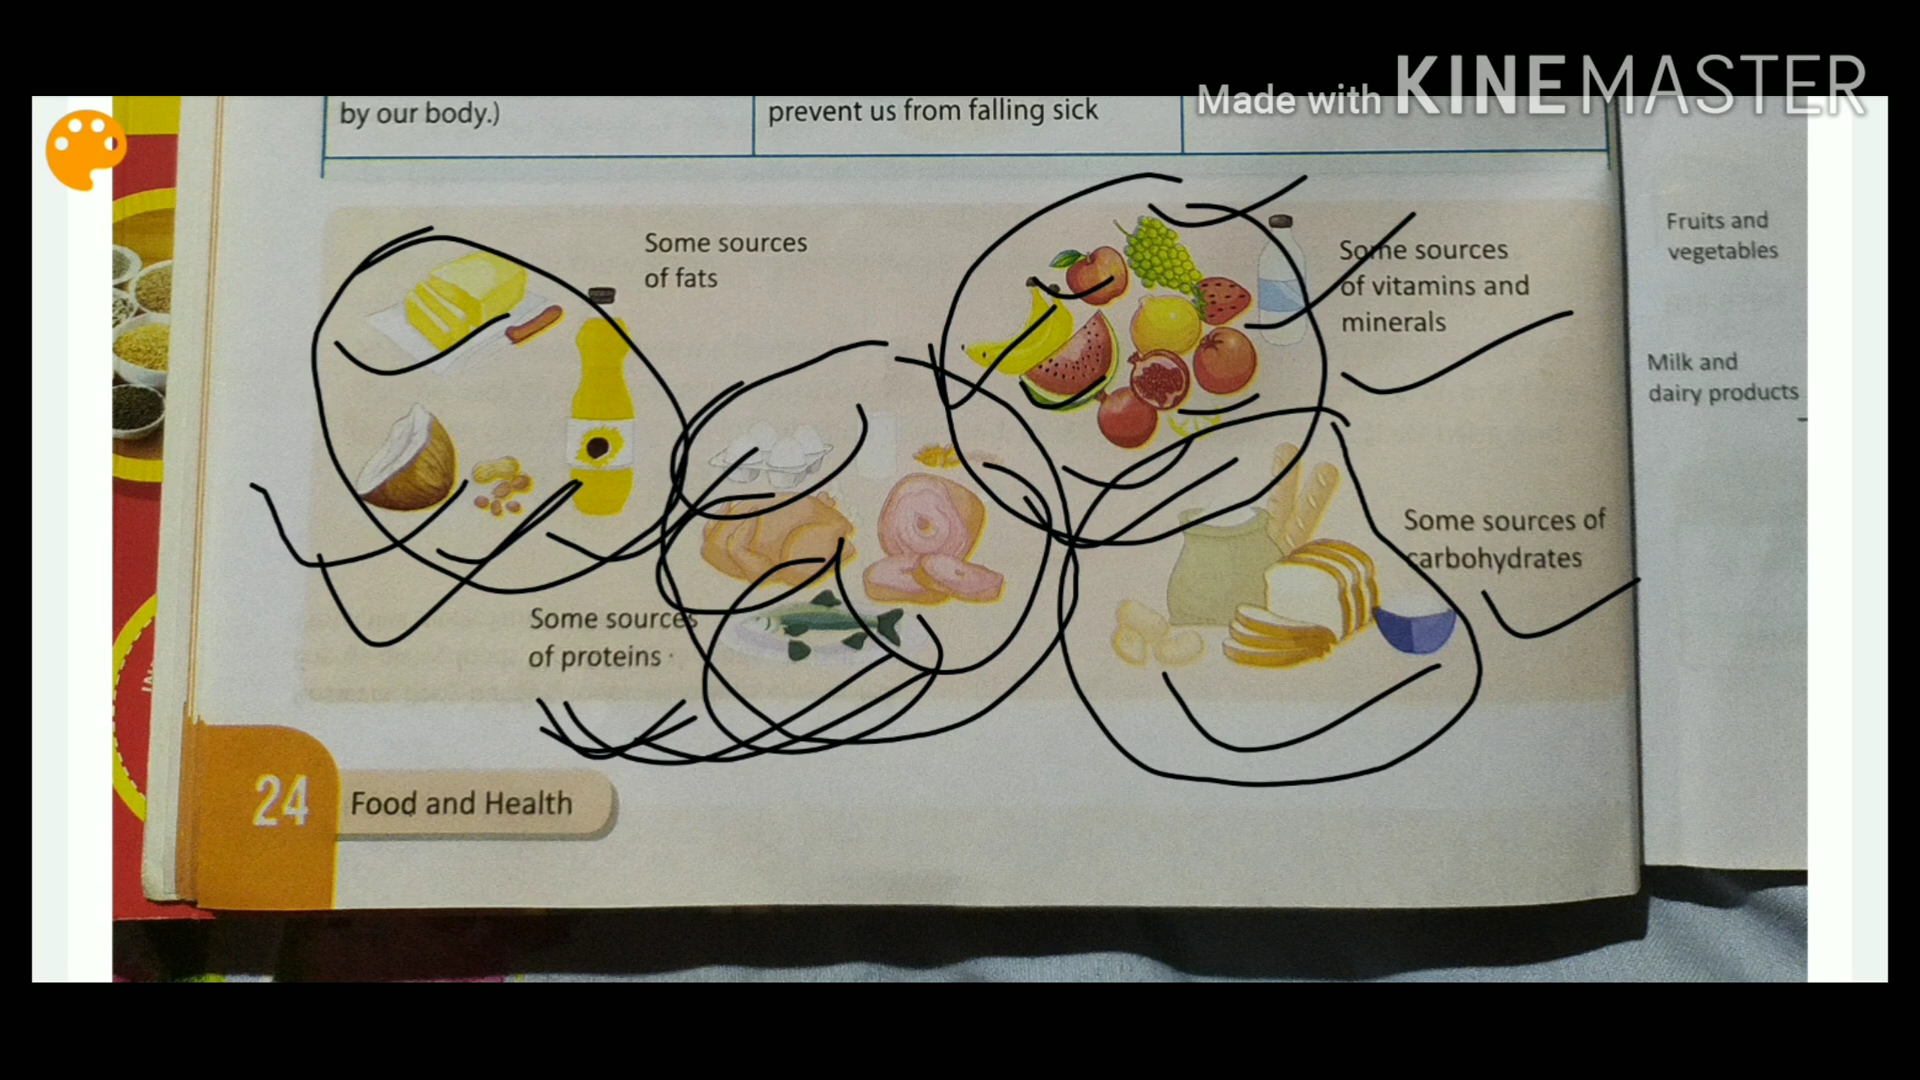 Made with KINEMASTER
by our body.)
prevent us from falling sick
Some sources
of fats
Some sources
of vitamins and
minerals
Fruits and
vegetables
Milk and
dairy products
Some sources of
carbohydrates
Some sources
of proteins
24
Food and Health